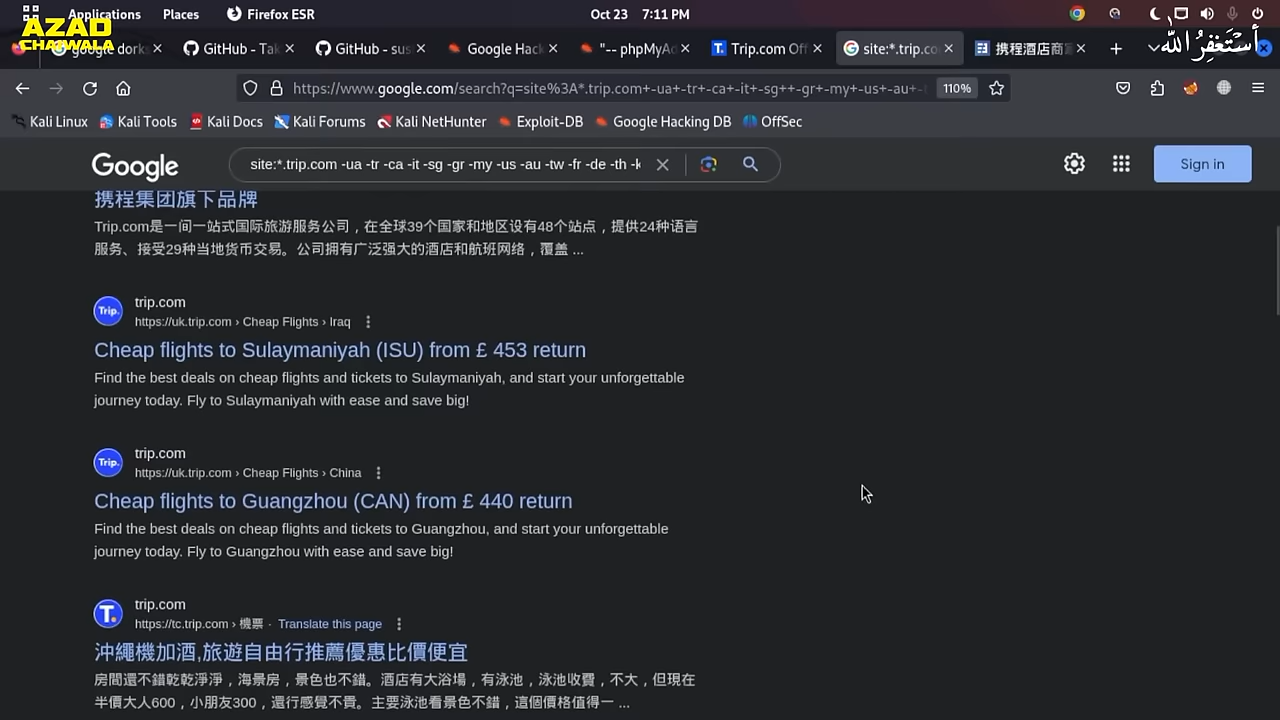 Applications
Places
Firefox ESR
Oct 23 7:11 PM
AZAD
CHAIWALA
أستغفر الله
google dorks
GitHub - Tak
GitHub - sus
Google Hac
"-- phpMyAd
Trip.com Off
site:*.trip.co
携程酒店商
https://www.google.com/search?q=site%3A*.trip.com+-ua+-tr+-ca+-it+-sg++-gr+-my+-us+-au+-t
110%
Kali Linux
Kali Tools
Kali Docs
Kali Forums
Kali NetHunter
Exploit-DB
Google Hacking DB
OffSec
Google
site:*.trip.com -ua -tr -ca -it -sg -gr -my -us -au -tw -fr -de -th -k
Sign in
携程集团旗下品牌
Trip.com是一间一站式国际旅游服务公司，在全球39个国家和地区设有48个站点，提供24种语言
服务、接受29种当地货币交易。公司拥有广泛强大的酒店和航班网络，覆盖 ...
Trip.
trip.com
https://uk.trip.com › Cheap Flights › Iraq
Cheap flights to Sulaymaniyah (ISU) from £ 453 return
Find the best deals on cheap flights and tickets to Sulaymaniyah, and start your unforgettable
journey today. Fly to Sulaymaniyah with ease and save big!
Trip.
trip.com
https://uk.trip.com › Cheap Flights › China
Cheap flights to Guangzhou (CAN) from £ 440 return
Find the best deals on cheap flights and tickets to Guangzhou, and start your unforgettable
journey today. Fly to Guangzhou with ease and save big!
T.
trip.com
https://tc.trip.com › 機票 · Translate this page
沖繩機加酒,旅遊自由行推薦優惠比價便宜
房間還不錯乾乾淨淨，海景房，景色也不錯。酒店有大浴場，有泳池，泳池收費，不大，但現在
半價大人600，小朋友300，還行感覺不貴。主要泳池看景色不錯，這個價格值得一 ...